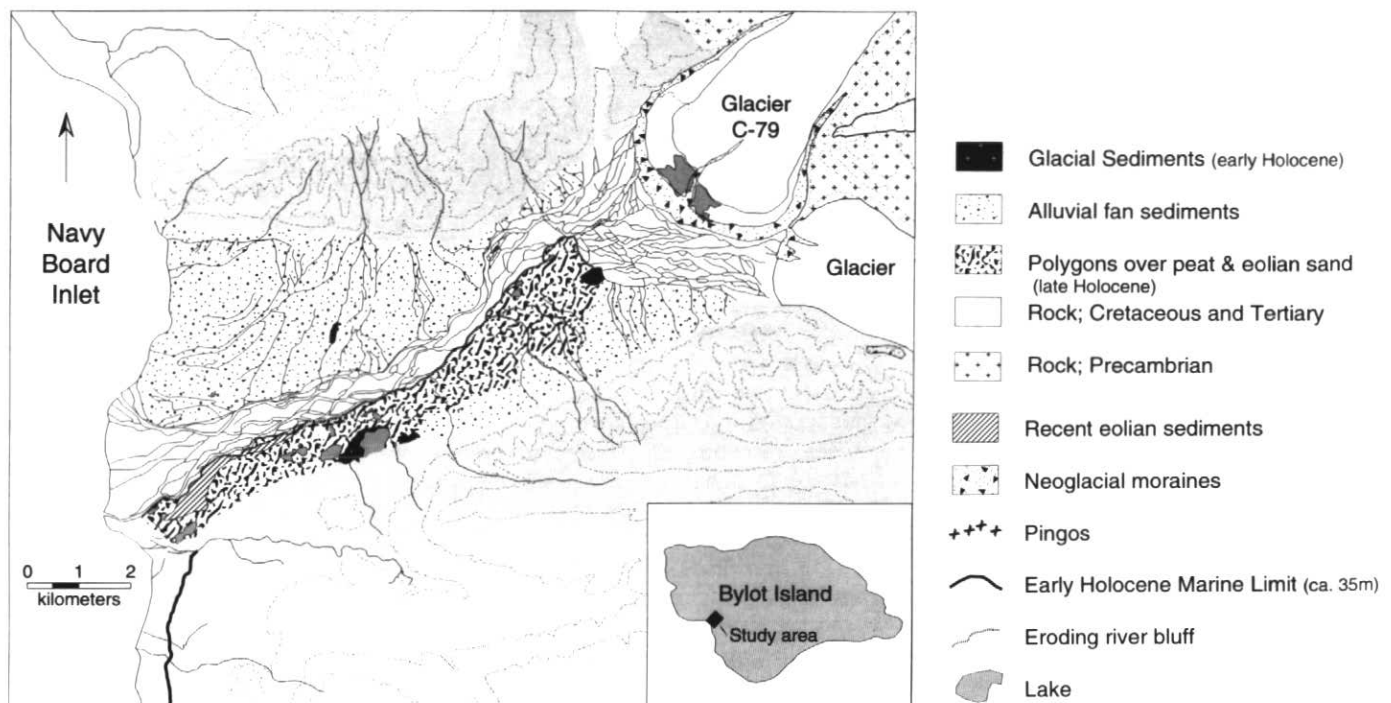 Glacier
C-79
Navy
Board
Inlet
Glacier
0 1 2
kilometers
Bylot Island
Study area
Glacial Sediments (early Holocene)
Alluvial fan sediments
Polygons over peat & eolian sand
(late Holocene)
Rock; Cretaceous and Tertiary
Rock; Precambrian
Recent eolian sediments
Neoglacial moraines
Pingos
Early Holocene Marine Limit (ca. 35m)
Eroding river bluff
Lake